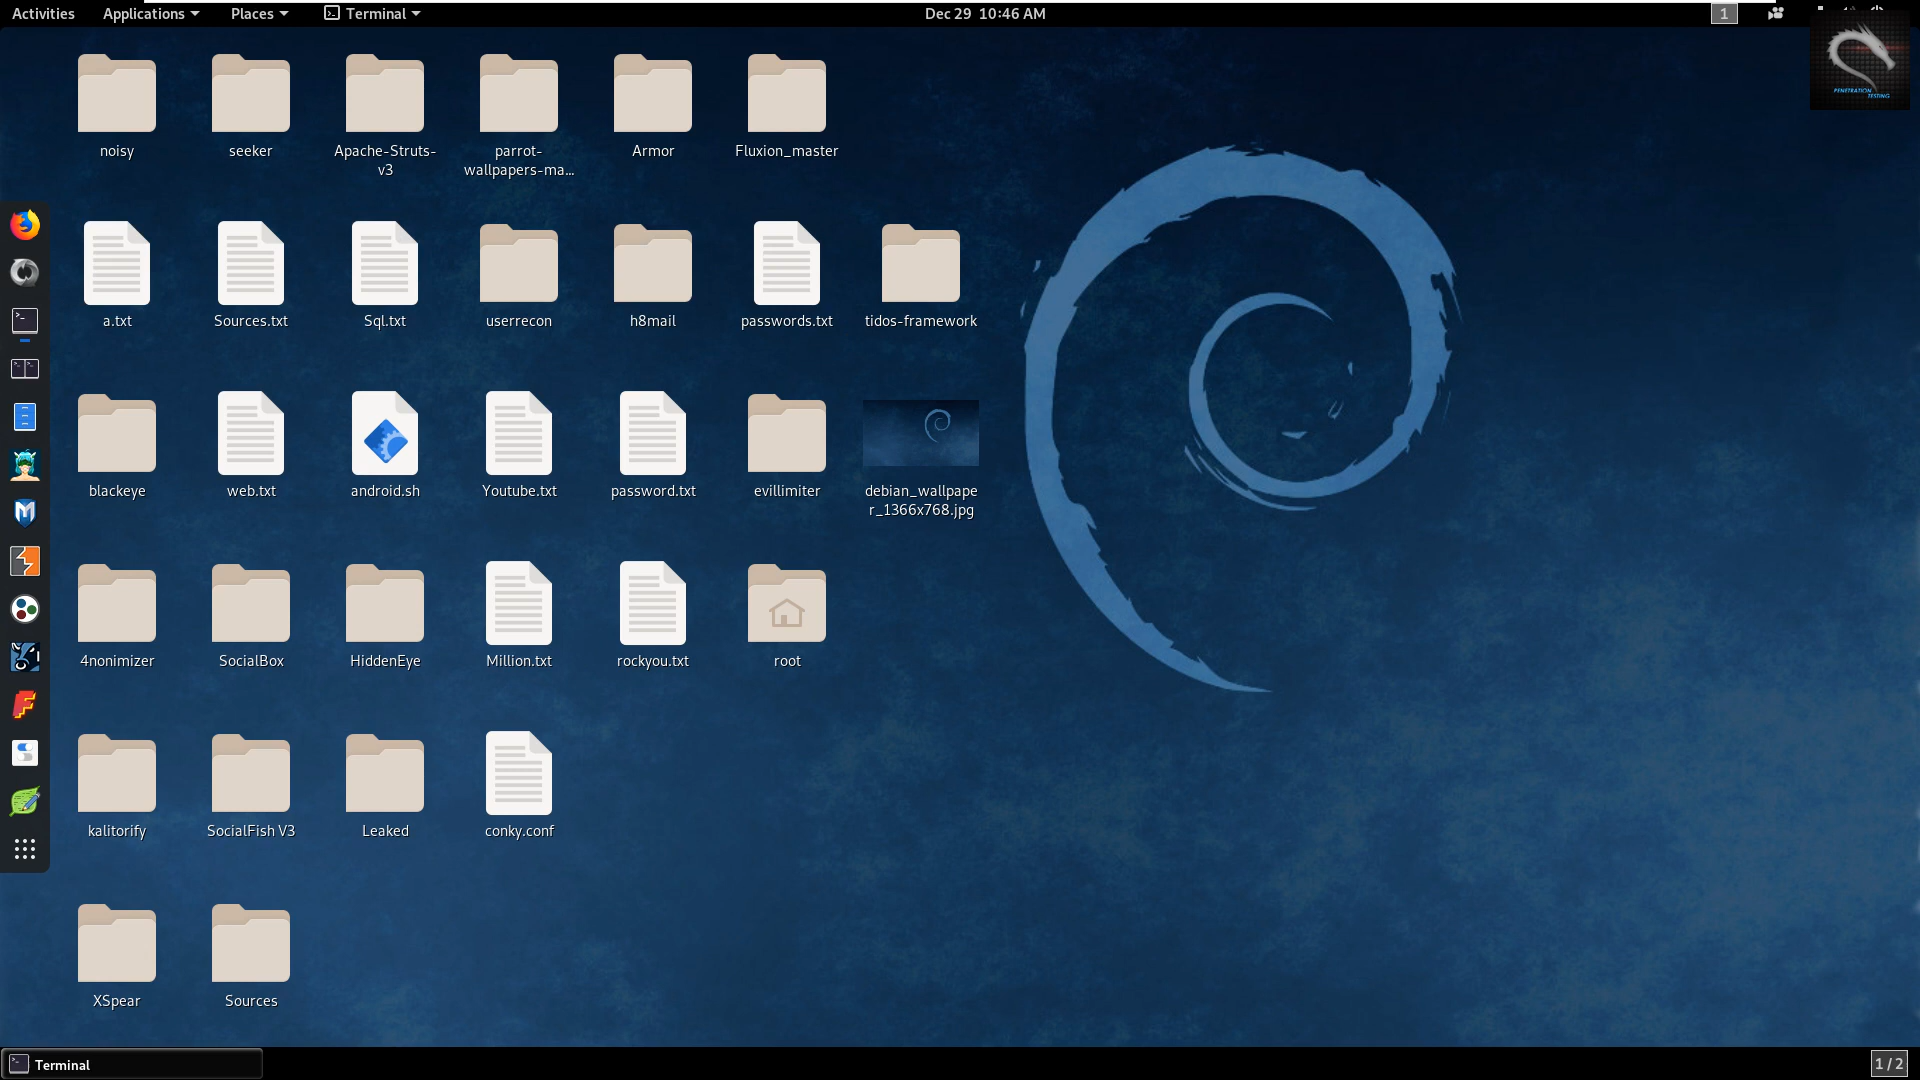 Activities Applications Places Terminal Dec 29 10:46 AM 1
PENETRATION
TESTING
noisy seeker Apache-Struts- parrot- Armor Fluxion_master
v3 wallpapers-ma...
a.txt Sources.txt Sql.txt userrecon h8mail passwords.txt tidos-framework
blackeye web.txt android.sh Youtube.txt password.txt evillimiter debian_wallpape
r_1366x768.jpg
4nonimizer SocialBox HiddenEye Million.txt rockyou.txt root
kalitorify SocialFish V3 Leaked conky.conf
XSpear Sources
Terminal 1 / 2